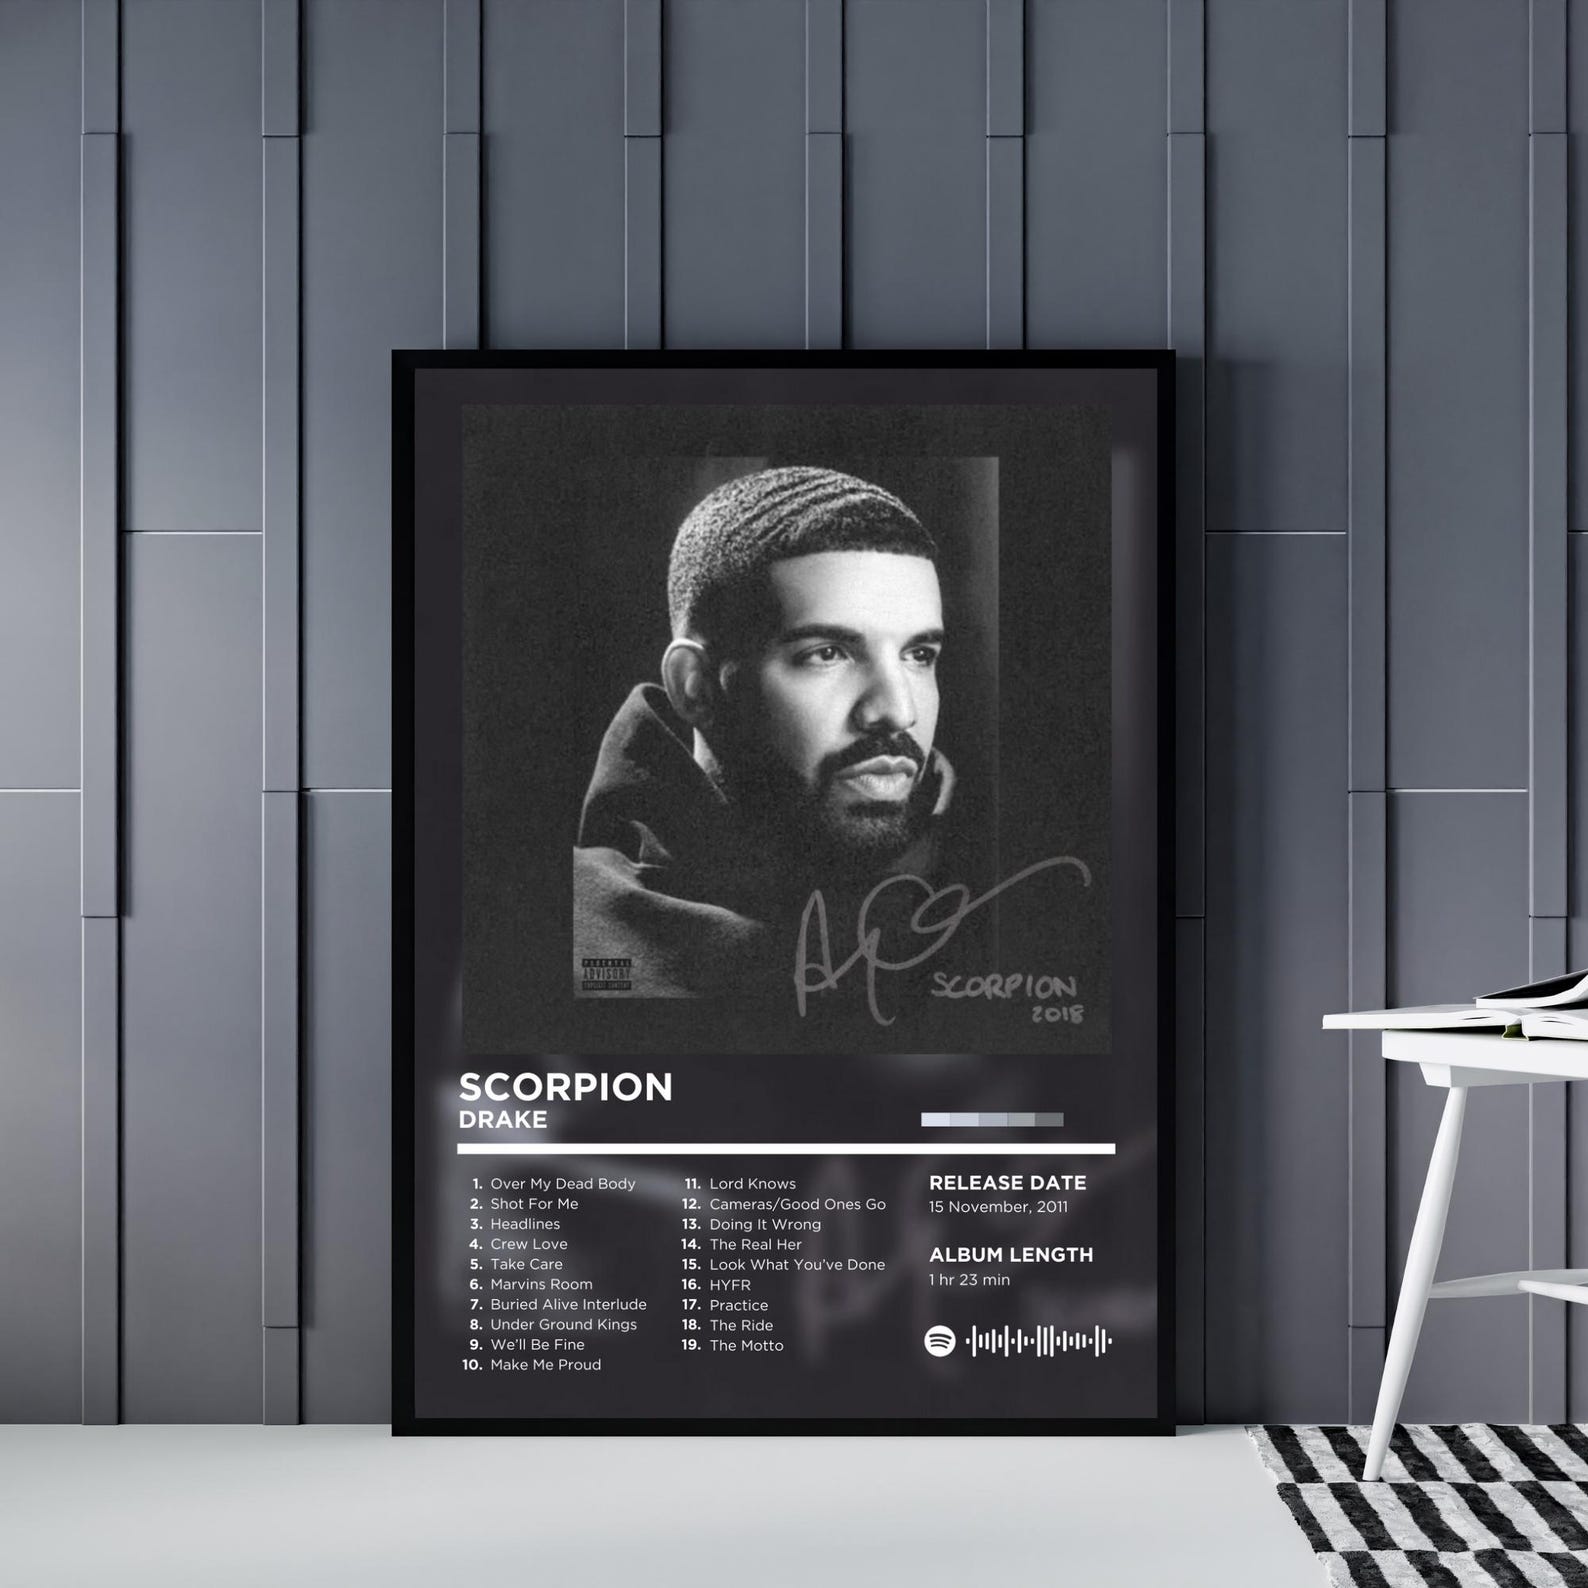 PARENTAL
ADVISORY
EXPLICIT CONTENT
SCORPION
2018
SCORPION
DRAKE
1. Over My Dead Body
2. Shot For Me
3. Headlines
4. Crew Love
5. Take Care
6. Marvins Room
7. Buried Alive Interlude
8. Under Ground Kings
9. We'll Be Fine
10. Make Me Proud
11. Lord Knows
12. Cameras/Good Ones Go
13. Doing It Wrong
14. The Real Her
15. Look What You've Done
16. HYFR
17. Practice
18. The Ride
19. The Motto
RELEASE DATE
15 November, 2011
ALBUM LENGTH
1 hr 23 min